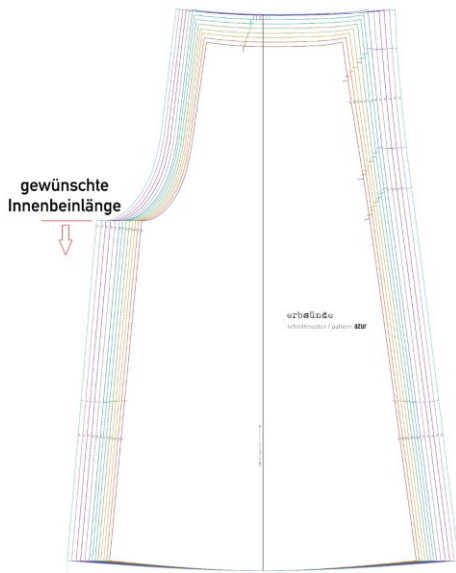 gewünschte
Innenbeinlänge
erbsünde
schnittmuster / pattern azur